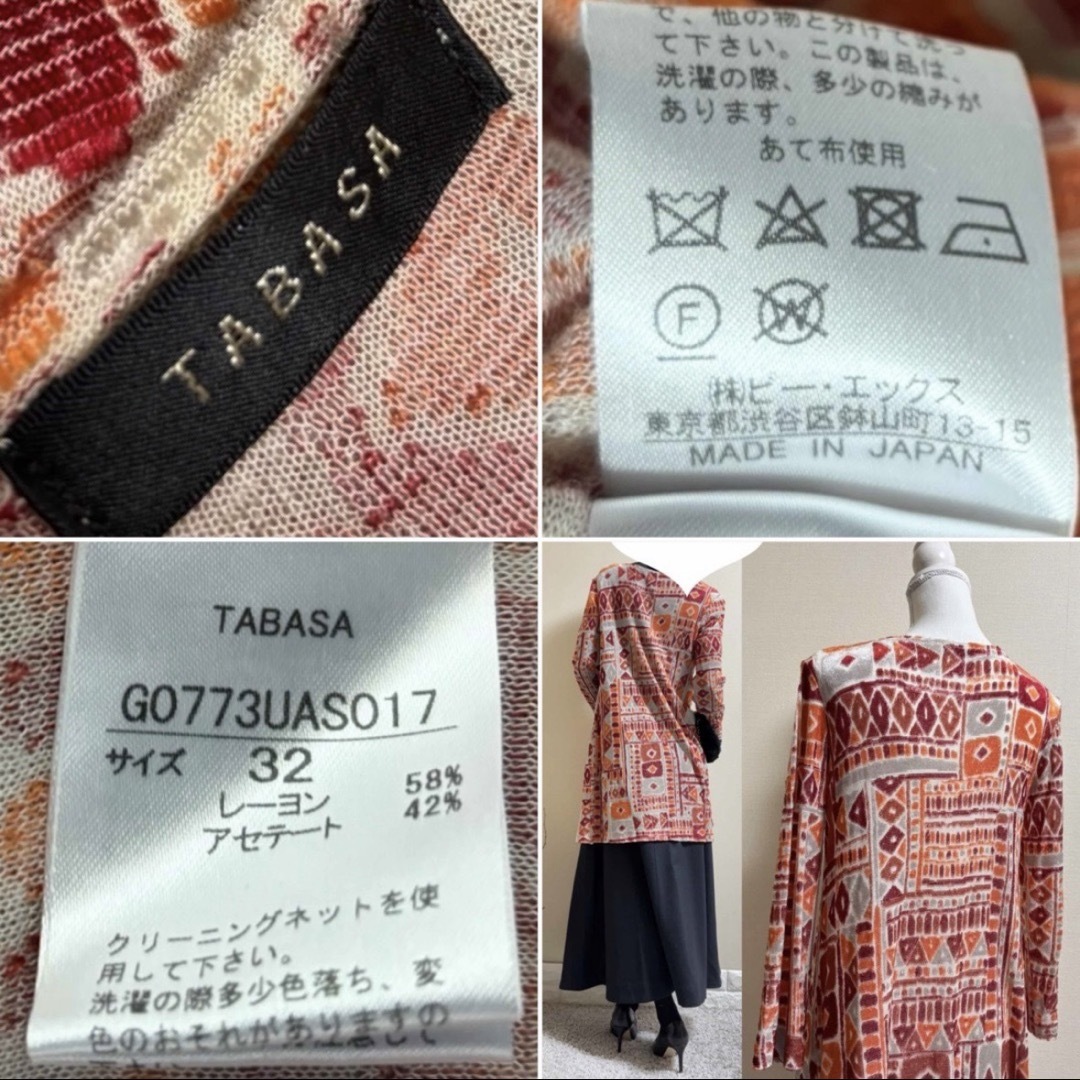 TABASA
で、他の物と分けて洗っ
て下さい。この製品は、
洗濯の際、多少の縮みが
あります。
あて布使用
F
W
㈱ビー・エックス
東京都渋谷区鉢山町13-15
MADE IN JAPAN
TABASA
G0773UAS017
サイズ 32
レーヨン 58%
アセテート 42%
クリーニングネットを使
用して下さい。
洗濯の際多少色落ち、変
色のおそれがありますの